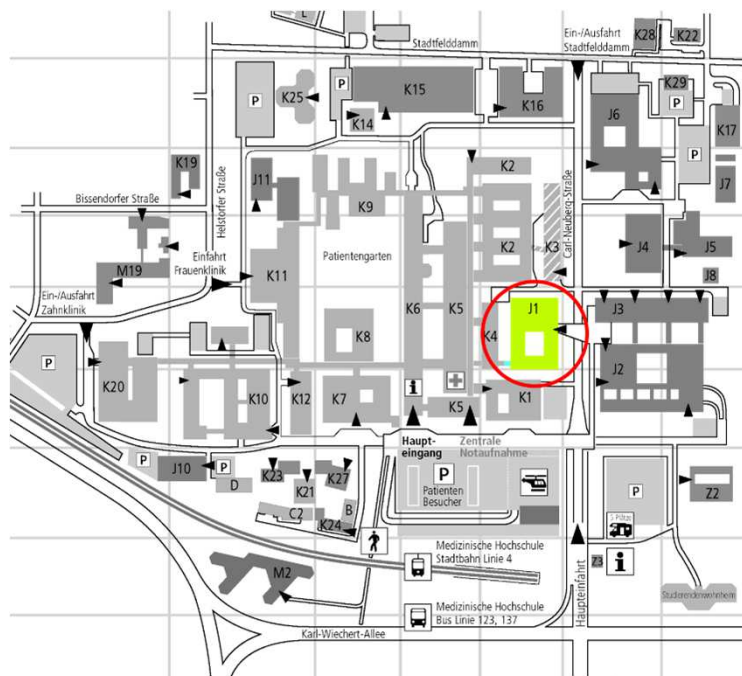 L
Stadtfelddamm
Ein-/Ausfahrt
Stadtfelddamm
K28
K22
P
K25
P
K15
K14
K16
J6
K29
P
K17
P
K19
J11
K2
J7
Bissendorfer Straße
Helstorfer Straße
K9
K2
K3
Carl-Neuberg-Straße
J4
J5
J8
M19
Einfahrt
Frauenklinik
K11
Patientengarten
Ein-/Ausfahrt
Zahnklinik
K6
K5
K4
J1
J3
K8
J2
P
K20
K10
K12
K7
i
K5
K1
Haupt-
eingang
Zentrale
Notaufnahme
P
J10
P
D
K23
K21
K27
C2
B
K24
P
Patienten
Besucher
P
Z2
Z3
i
M2
Medizinische Hochschule
Stadtbahn Linie 4
Medizinische Hochschule
Bus Linie 123, 137
Haupteinfahrt
Studierendenwohnheim
Karl-Wiechert-Allee